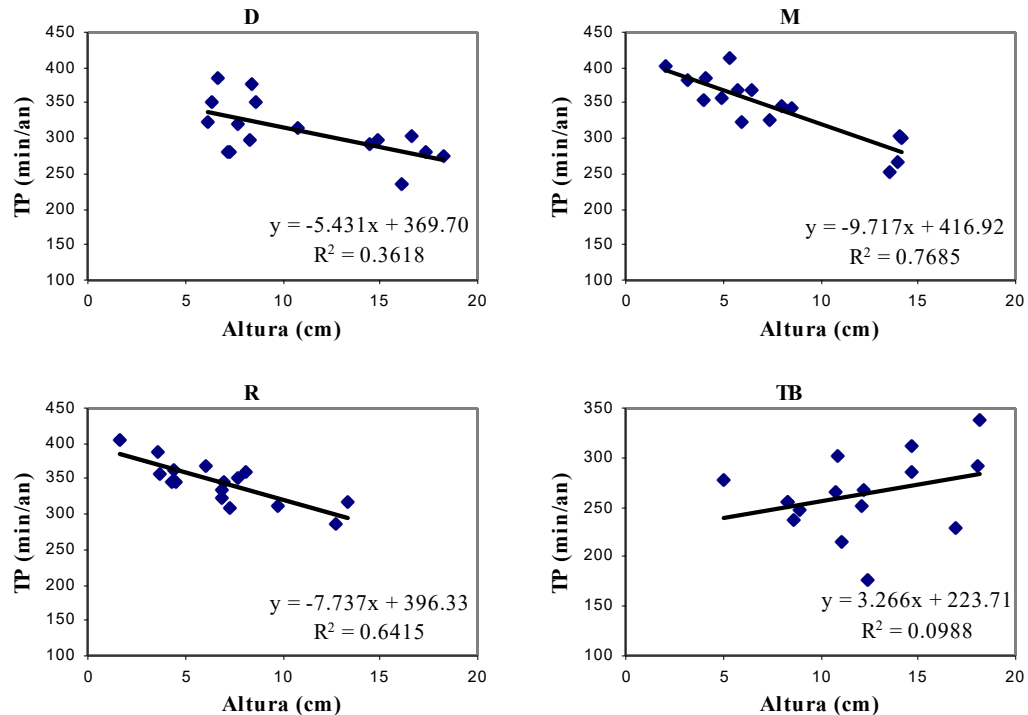 D
450
400
350
300
250
200
150
100
0 5 10 15 20
TP (min/an)
Altura (cm)
y = -5.431x + 369.70
R² = 0.3618
M
450
400
350
300
250
200
150
100
0 5 10 15 20
TP (min/an)
Altura (cm)
y = -9.717x + 416.92
R² = 0.7685
R
450
400
350
300
250
200
150
100
0 5 10 15 20
TP (min/an)
Altura (cm)
y = -7.737x + 396.33
R² = 0.6415
TB
350
300
250
200
150
100
0 5 10 15 20
TP (min/an)
Altura (cm)
y = 3.266x + 223.71
R² = 0.0988